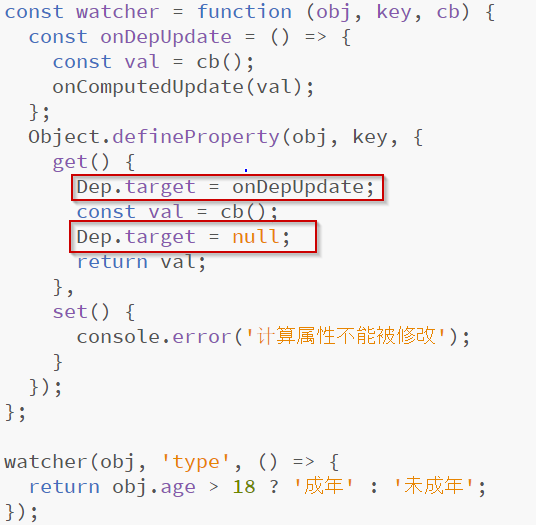 const watcher = function (obj, key, cb) {
  const onDepUpdate = () => {
    const val = cb();
    onComputedUpdate(val);
  };
  Object.defineProperty(obj, key, {
    get() {
      Dep.target = onDepUpdate;
      const val = cb();
      Dep.target = null;
      return val;
    },
    set() {
      console.error('计算属性不能被修改');
    }
  });
};

watcher(obj, 'type', () => {
  return obj.age > 18 ? '成年' : '未成年';
});